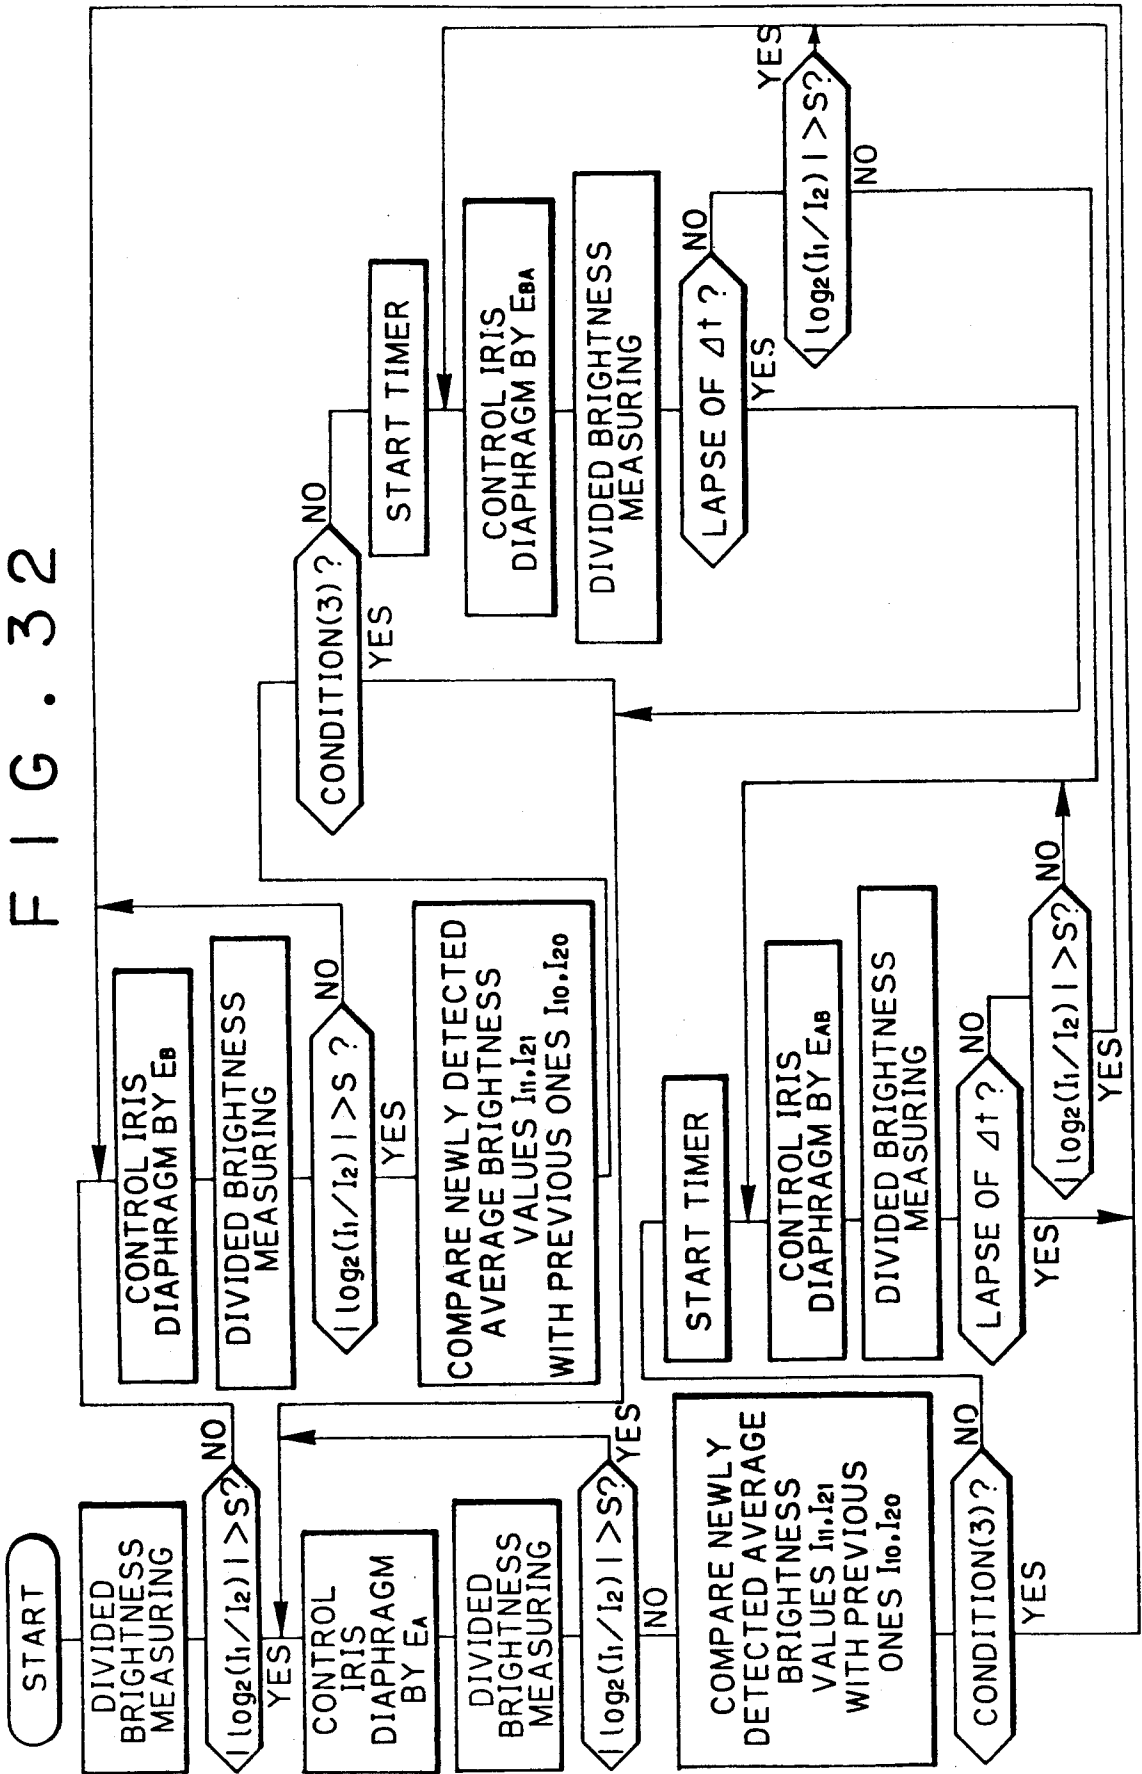 FIG.32
START
DIVIDED
BRIGHTNESS
MEASURING
|log₂(I₁/I₂)|>S?
NO
YES
CONTROL
IRIS
DIAPHRAGM
BY EA
DIVIDED
BRIGHTNESS
MEASURING
|log₂(I₁/I₂)|>S?
YES
NO
COMPARE NEWLY
DETECTED AVERAGE
BRIGHTNESS
VALUES I₁₁.I₂₁
WITH PREVIOUS
ONES I₁₀.I₂₀
CONDITION(3)?
NO
YES
CONTROL IRIS
DIAPHRAGM BY EB
DIVIDED BRIGHTNESS
MEASURING
|log₂(I₁/I₂)|>S?
NO
YES
COMPARE NEWLY DETECTED
AVERAGE BRIGHTNESS
VALUES I₁₁.I₂₁
WITH PREVIOUS ONES I₁₀.I₂₀
START TIMER
CONTROL IRIS
DIAPHRAGM BY EAB
DIVIDED BRIGHTNESS
MEASURING
LAPSE OF Δt?
NO
YES
|log₂(I₁/I₂)|>S?
NO
YES
CONDITION(3)?
NO
YES
START TIMER
CONTROL IRIS
DIAPHRAGM BY EBA
DIVIDED BRIGHTNESS
MEASURING
LAPSE OF Δt?
NO
YES
|log₂(I₁/I₂)|>S?
YES
NO